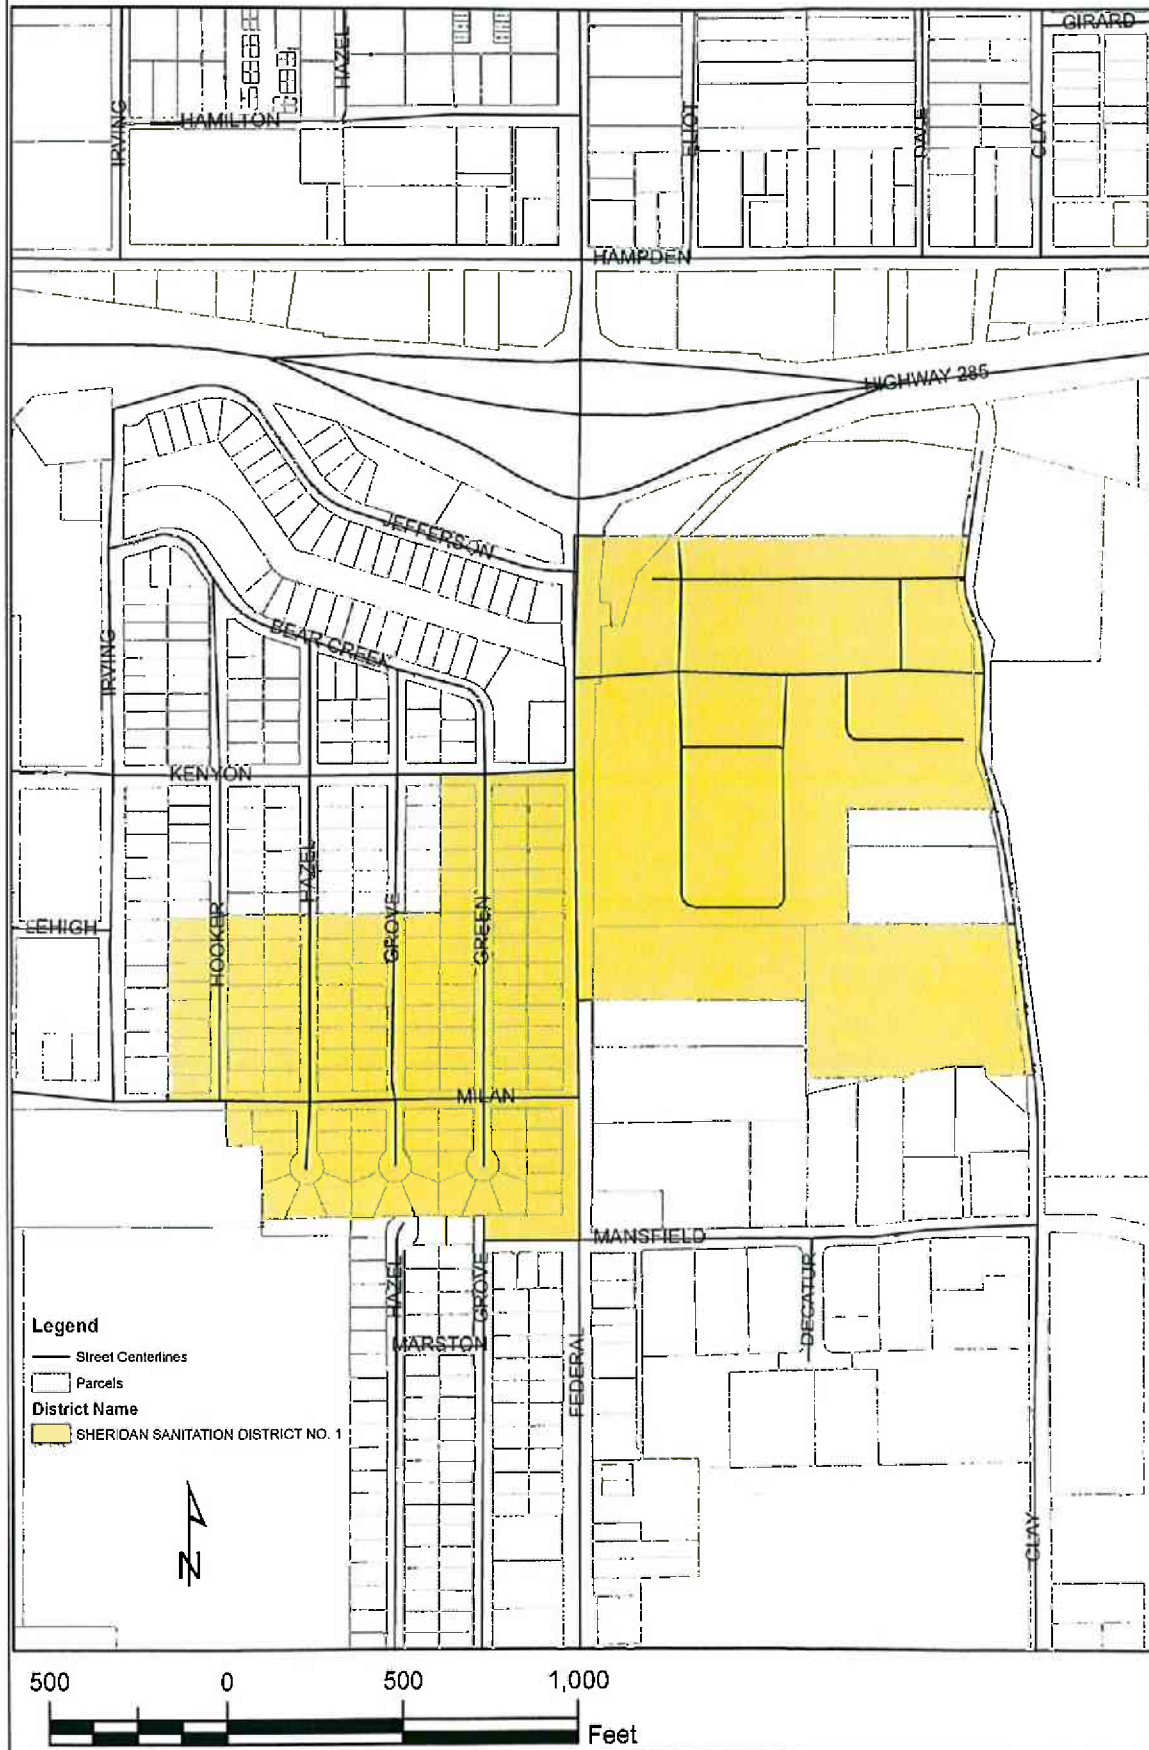 GIRARD
HAZEL
IRVING
HAMILTON
ELIOT
DALE
CLAY
HAMPDEN
HIGHWAY 285
JEFFERSON
BEAR CREEK
IRVING
KENYON
HAZEL
LEHIGH
HOOKER
GROVE
GREEN
MILAN
MANSFIELD
HAZEL
GROVE
DECATUR
MARSTON
FEDERAL
CLAY
Legend
Street Centerlines
Parcels
District Name
SHERIDAN SANITATION DISTRICT NO. 1
N
500 0 500 1,000
Feet